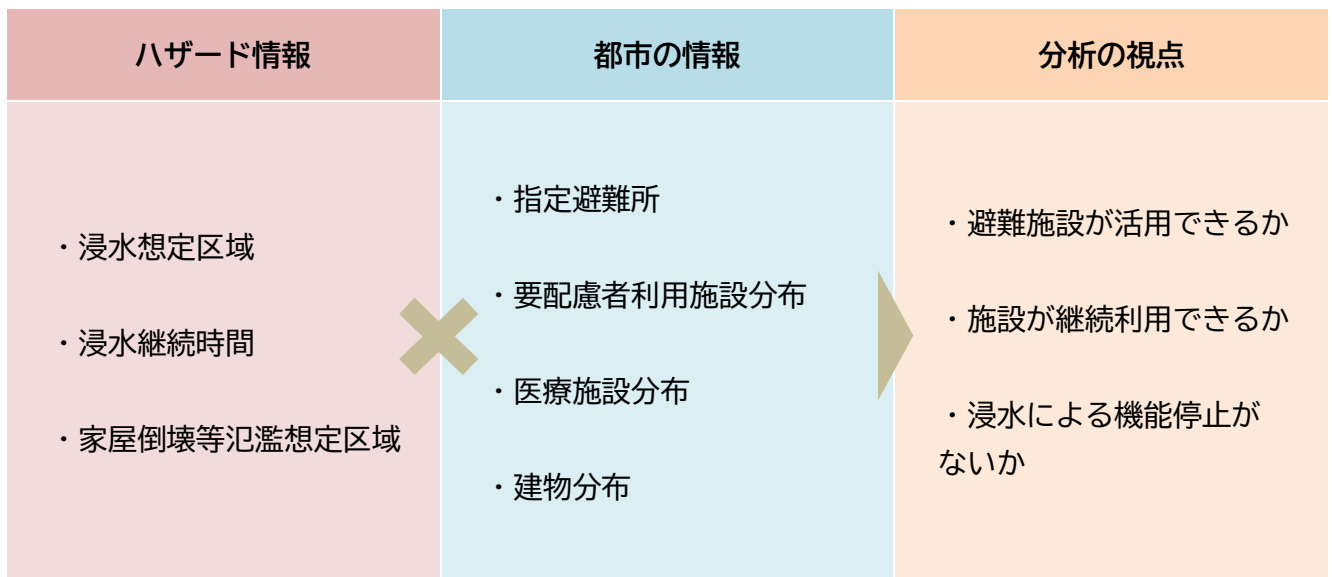 ハザード情報
都市の情報
分析の視点
・浸水想定区域
・浸水継続時間
・家屋倒壊等氾濫想定区域
・指定避難所
・要配慮者利用施設分布
・医療施設分布
・建物分布
・避難施設が活用できるか
・施設が継続利用できるか
・浸水による機能停止が
ないか